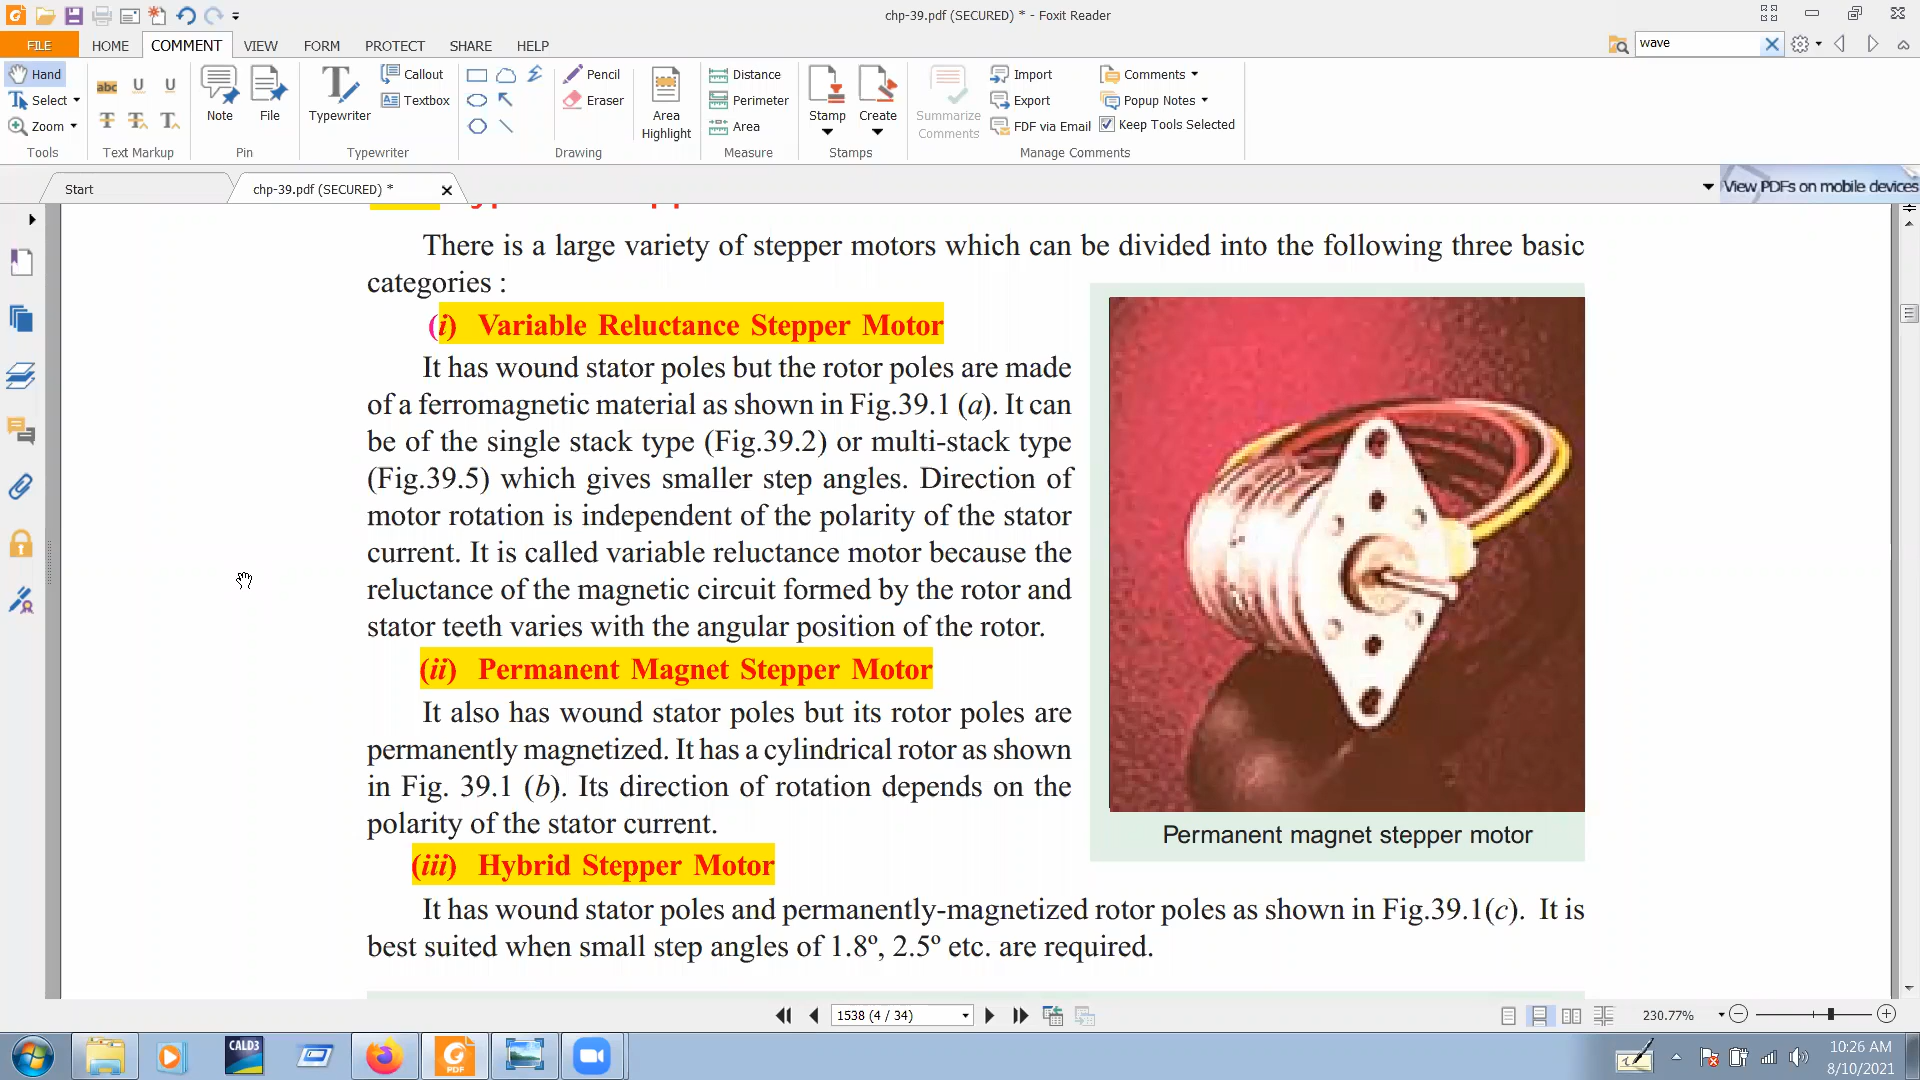 chp-39.pdf (SECURED) * - Foxit Reader
FILE HOME COMMENT VIEW FORM PROTECT SHARE HELP
wave
Hand
Select
Zoom
Tools
abc U U
T T T
Text Markup
Note
File
Pin
Typewriter
Callout
Textbox
Typewriter
Drawing
Pencil
Eraser
Area
Highlight
Distance
Perimeter
Area
Measure
Stamp
Create
Stamps
Summarize
Comments
Import
Export
FDF via Email
Comments
Popup Notes
Keep Tools Selected
Manage Comments
Start
chp-39.pdf (SECURED) *
View PDFs on mobile devices
There is a large variety of stepper motors which can be divided into the following three basic
categories :
(i) Variable Reluctance Stepper Motor
It has wound stator poles but the rotor poles are made
of a ferromagnetic material as shown in Fig.39.1 (a). It can
be of the single stack type (Fig.39.2) or multi-stack type
(Fig.39.5) which gives smaller step angles. Direction of
motor rotation is independent of the polarity of the stator
current. It is called variable reluctance motor because the
reluctance of the magnetic circuit formed by the rotor and
stator teeth varies with the angular position of the rotor.
(ii) Permanent Magnet Stepper Motor
It also has wound stator poles but its rotor poles are
permanently magnetized. It has a cylindrical rotor as shown
in Fig. 39.1 (b). Its direction of rotation depends on the
polarity of the stator current.
Permanent magnet stepper motor
(iii) Hybrid Stepper Motor
It has wound stator poles and permanently-magnetized rotor poles as shown in Fig.39.1(c). It is
best suited when small step angles of 1.8º, 2.5º etc. are required.
1538 (4 / 34)
230.77%
CALD3
PDF
10:26 AM
8/10/2021